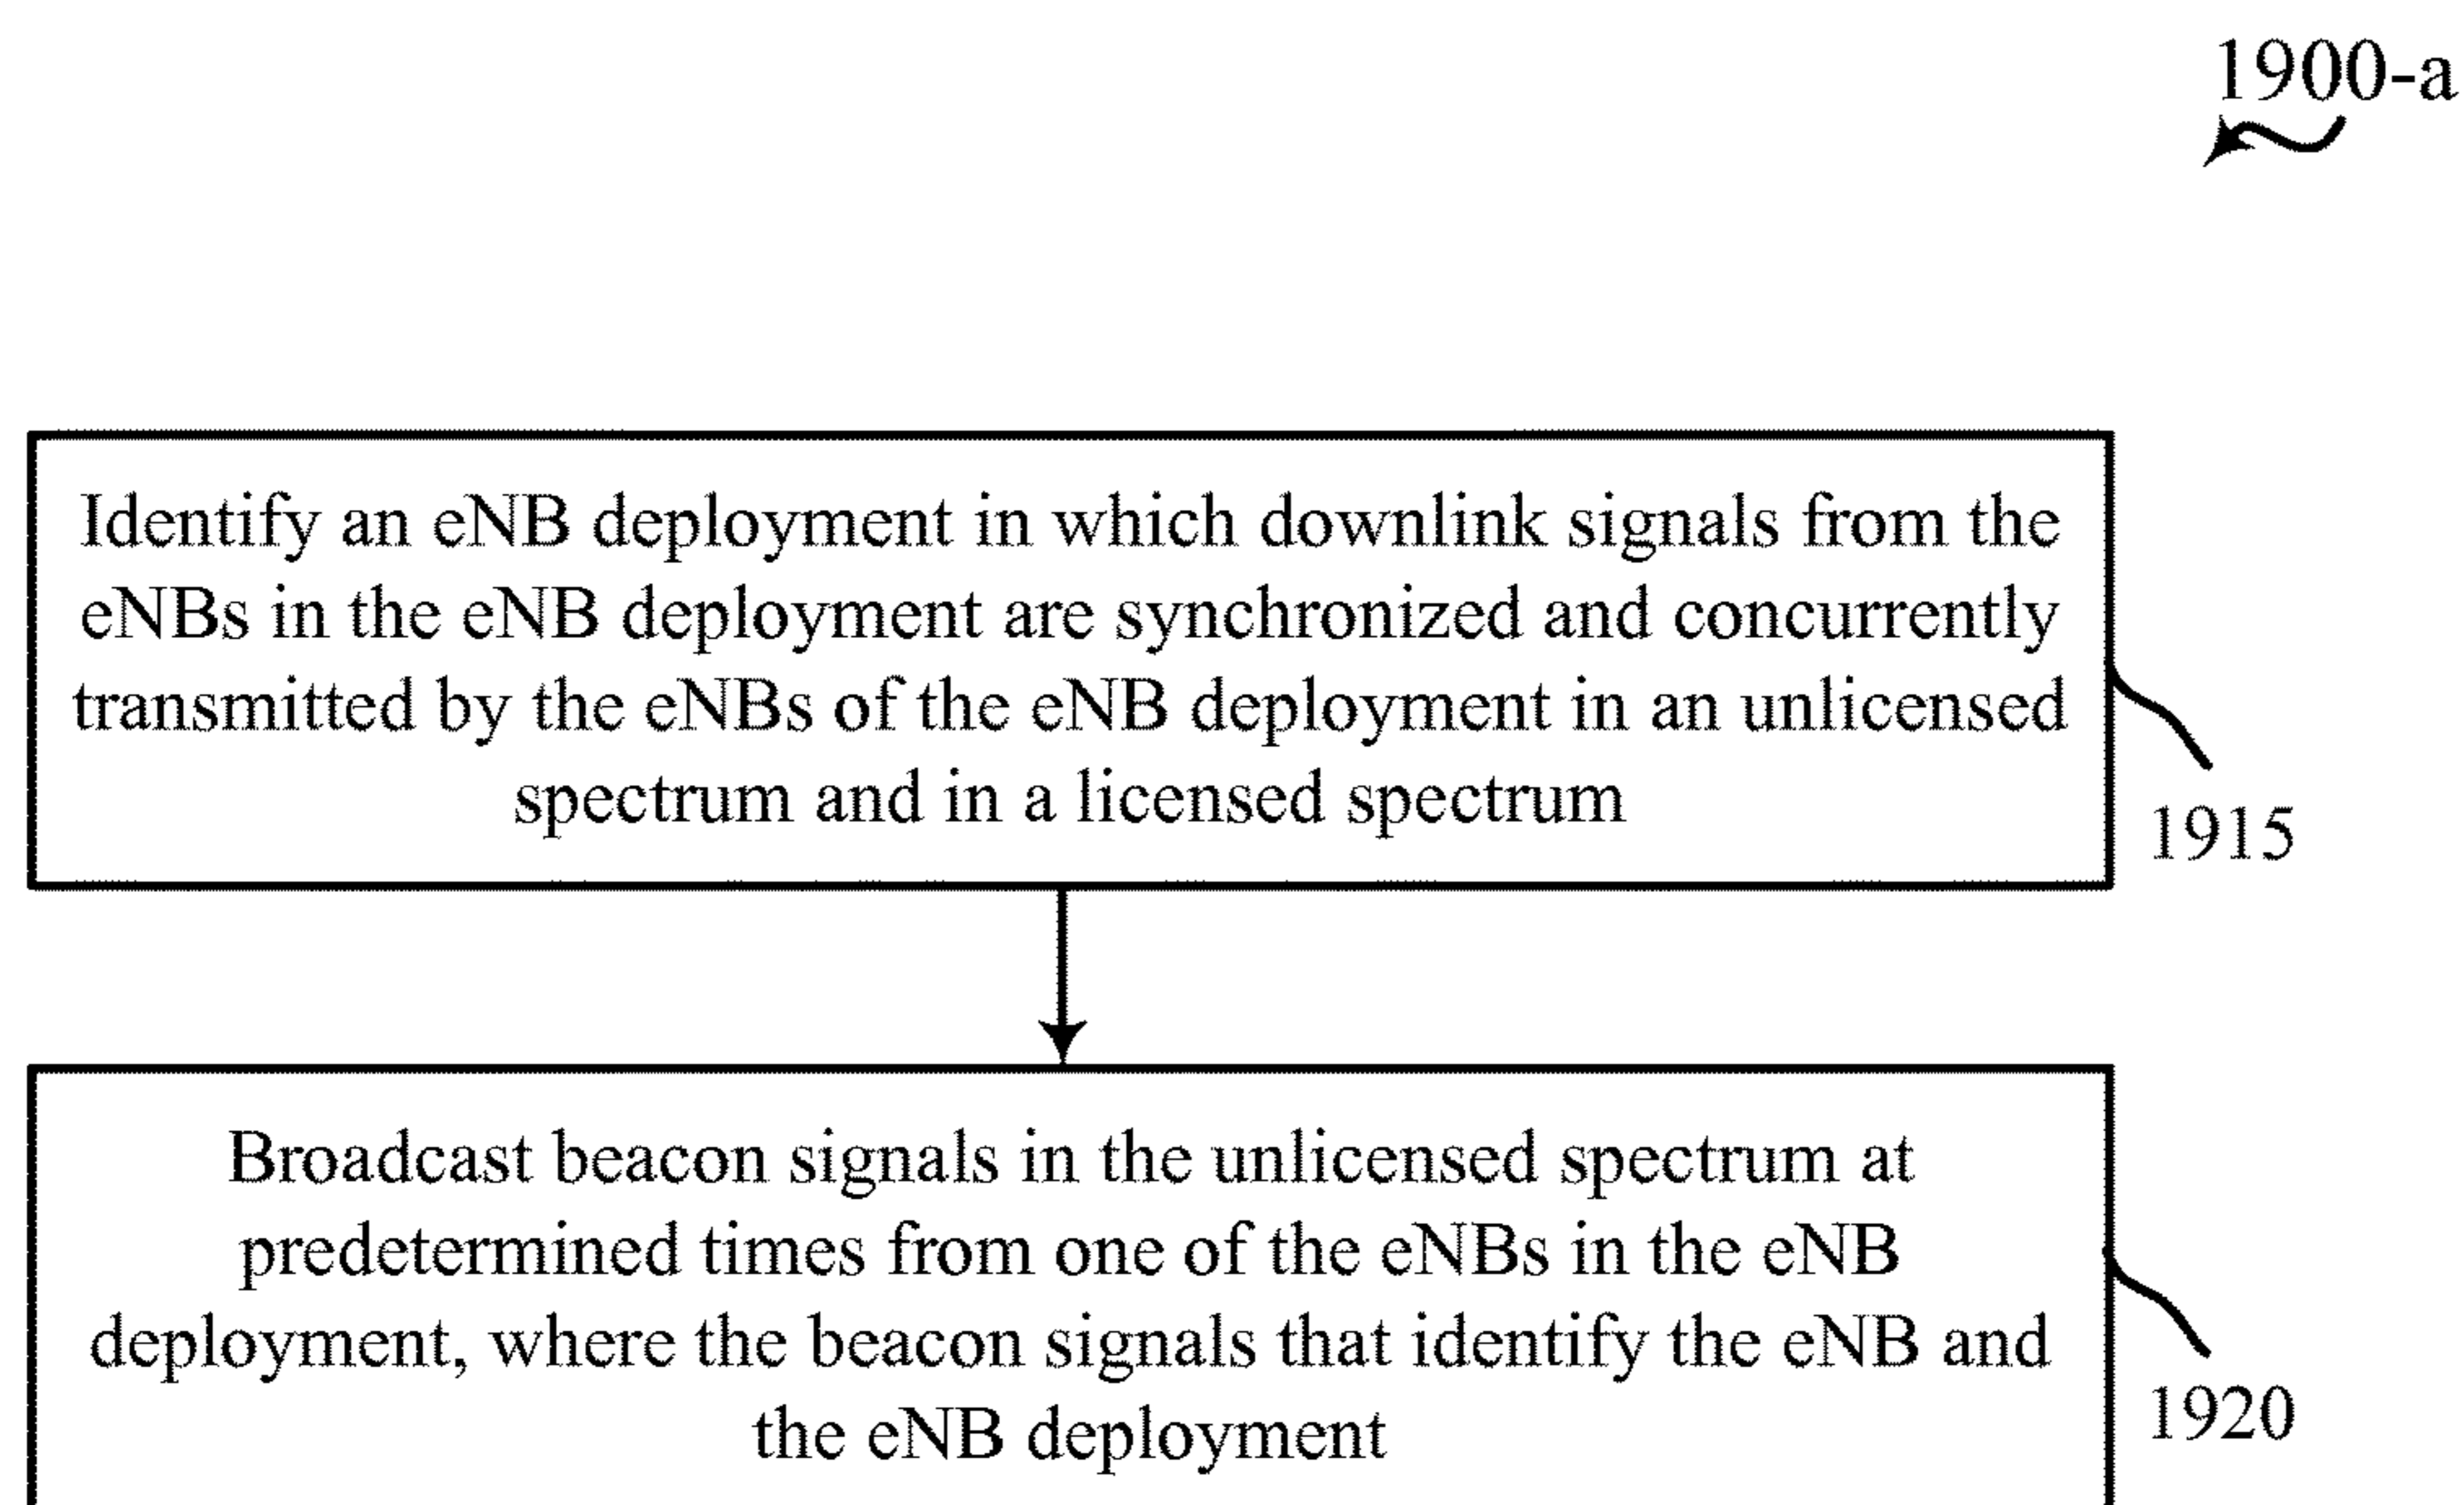 1900-a
Identify an eNB deployment in which downlink signals from the
eNBs in the eNB deployment are synchronized and concurrently
transmitted by the eNBs of the eNB deployment in an unlicensed
spectrum and in a licensed spectrum
1915
Broadcast beacon signals in the unlicensed spectrum at
predetermined times from one of the eNBs in the eNB
deployment, where the beacon signals that identify the eNB and
the eNB deployment
1920